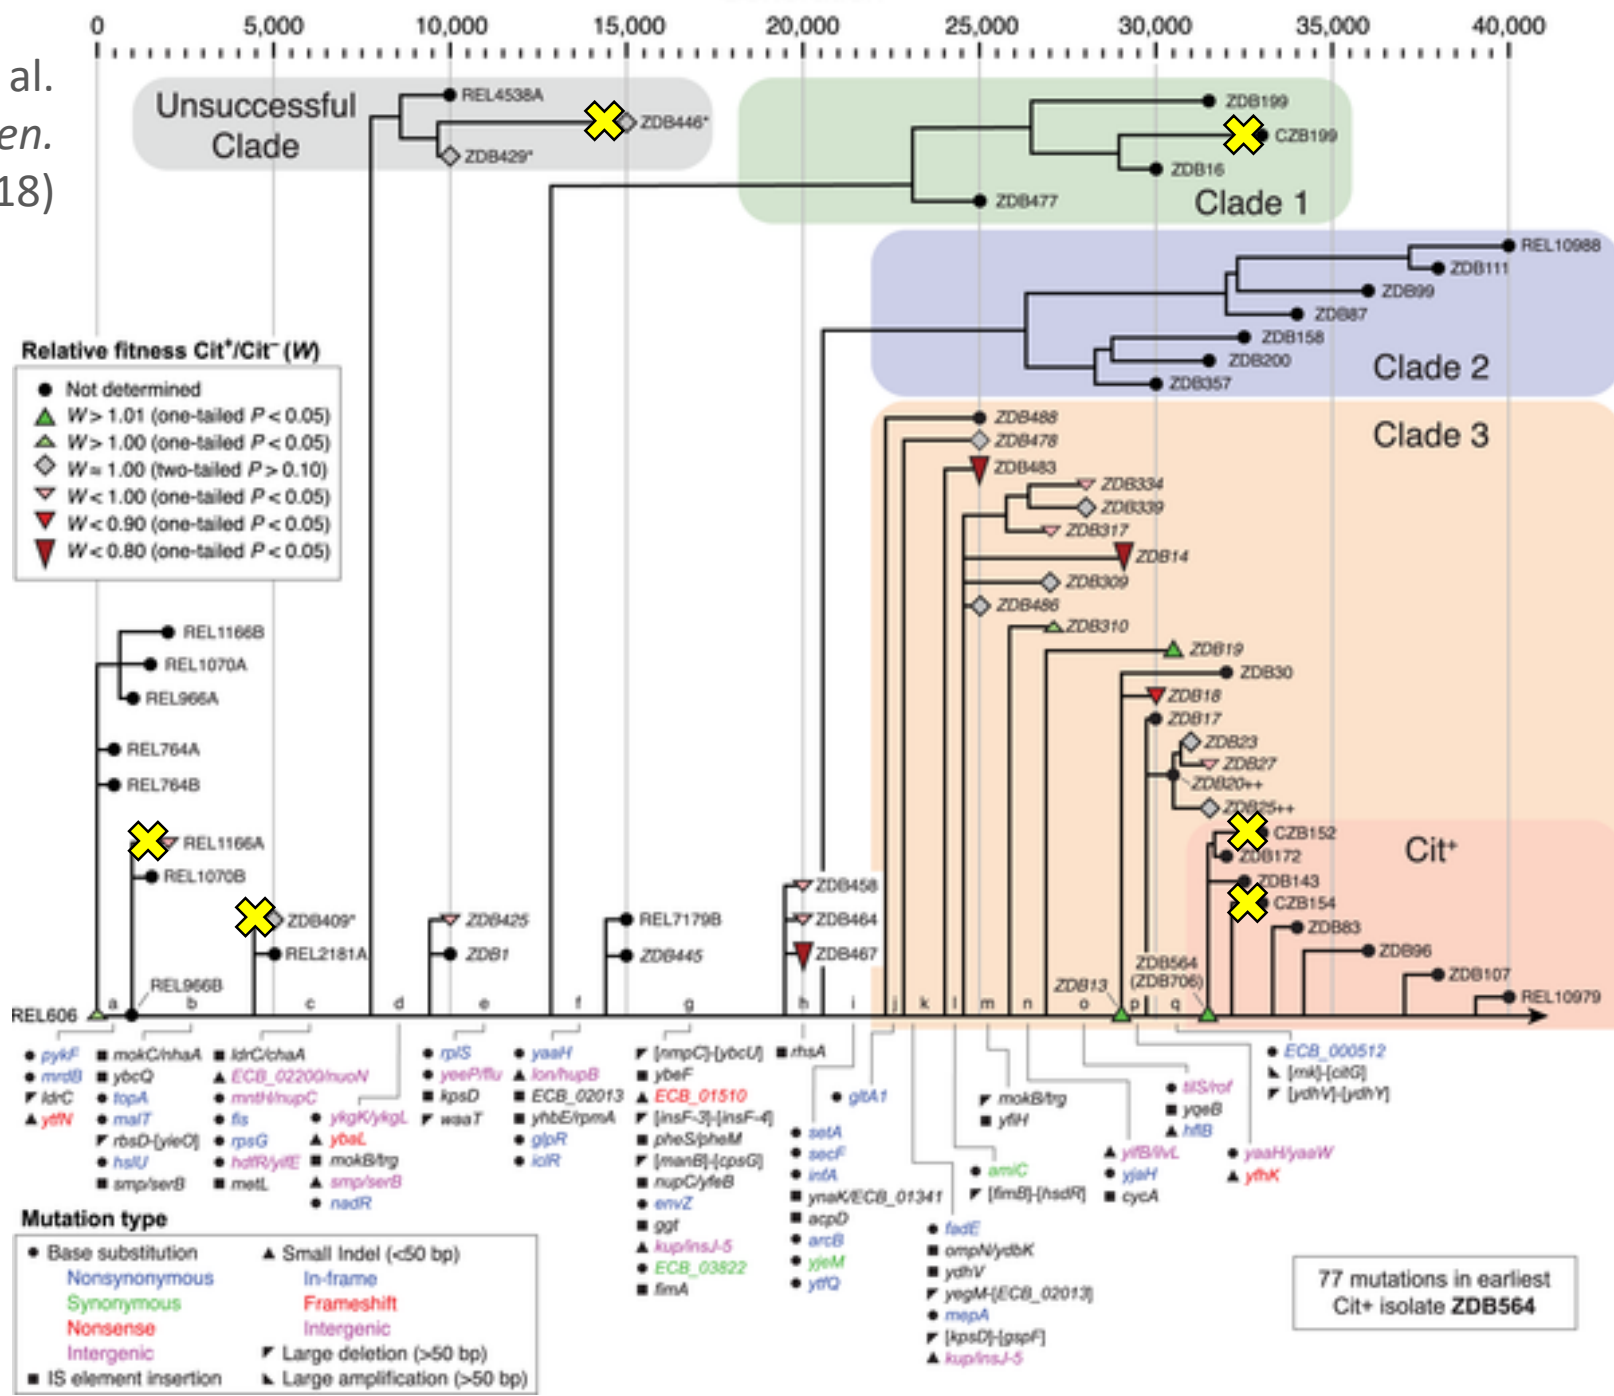 0 5,000 10,000 15,000 20,000 25,000 30,000 35,000 40,000
al.
en.
18)
Unsuccessful
Clade
REL4538A
ZDB446*
ZDB429*
ZDB199
CZB199
ZDB16
ZDB477
Clade 1
REL10988
ZDB111
ZDB99
ZDB87
ZDB158
ZDB200
ZDB357
Clade 2
Relative fitness Cit+/Cit− (W)
Not determined
W > 1.01 (one-tailed P < 0.05)
W > 1.00 (one-tailed P < 0.05)
W ≈ 1.00 (two-tailed P > 0.10)
W < 1.00 (one-tailed P < 0.05)
W < 0.90 (one-tailed P < 0.05)
W < 0.80 (one-tailed P < 0.05)
Clade 3
ZDB488
ZDB478
ZDB483
ZDB334
ZDB339
ZDB317
ZDB14
ZDB309
ZDB486
ZDB310
ZDB19
ZDB30
ZDB18
ZDB17
ZDB23
ZDB27
ZDB20++
ZDB25++
Cit+
CZB152
ZDB172
ZDB143
CZB154
ZDB83
ZDB96
ZDB107
REL10979
REL1166B
REL1070A
REL966A
REL764A
REL764B
REL1166A
REL1070B
ZDB409*
REL2181A
ZDB425
ZDB1
REL7179B
ZDB445
ZDB458
ZDB464
ZDB467
REL966B
ZDB13
ZDB564
(ZDB706)
REL606
a b c d e f g h i j k l m n o p q
pykF
mrdB
ldrC
ytfN
mokC/nhaA
ybcQ
topA
malT
rbsD-[yieO]
hslU
smp/serB
ldrC/chaA
ECB_02200/nuoN
mntH/nupC
fis
rpsG
hdfR/yifE
metL
ykgK/ykgL
ybaL
mokB/trg
smp/serB
nadR
rplS
yeeP/flu
kpsD
waaT
yaaH
lon/hupB
ECB_02013
yhbE/rpmA
glpR
iclR
[nmpC]-[ybcU]
ybeF
ECB_01510
[insF-3]-[insF-4]
pheS/pheM
[manB]-[cpsG]
nupC/yfeB
envZ
ggt
kup/insJ-5
ECB_03822
fimA
rhsA
setA
secF
infA
ynaK/ECB_01341
acpD
arcB
yjeM
ytfQ
gltA1
fadE
ompN/ydbK
ydhV
yegM-[ECB_02013]
mepA
[kpsD]-[gspF]
kup/insJ-5
amiC
[fimB]-[hsdR]
mokB/trg
yfiH
yifB/ilvL
yjaH
cycA
tilS/rof
yqeB
hflB
yaaH/yaaW
yfhK
ECB_000512
[rnk]-[citG]
[ydhV]-[ydhY]
Mutation type
Base substitution
Nonsynonymous
Synonymous
Nonsense
Intergenic
IS element insertion
Small Indel (<50 bp)
In-frame
Frameshift
Intergenic
Large deletion (>50 bp)
Large amplification (>50 bp)
77 mutations in earliest
Cit+ isolate ZDB564